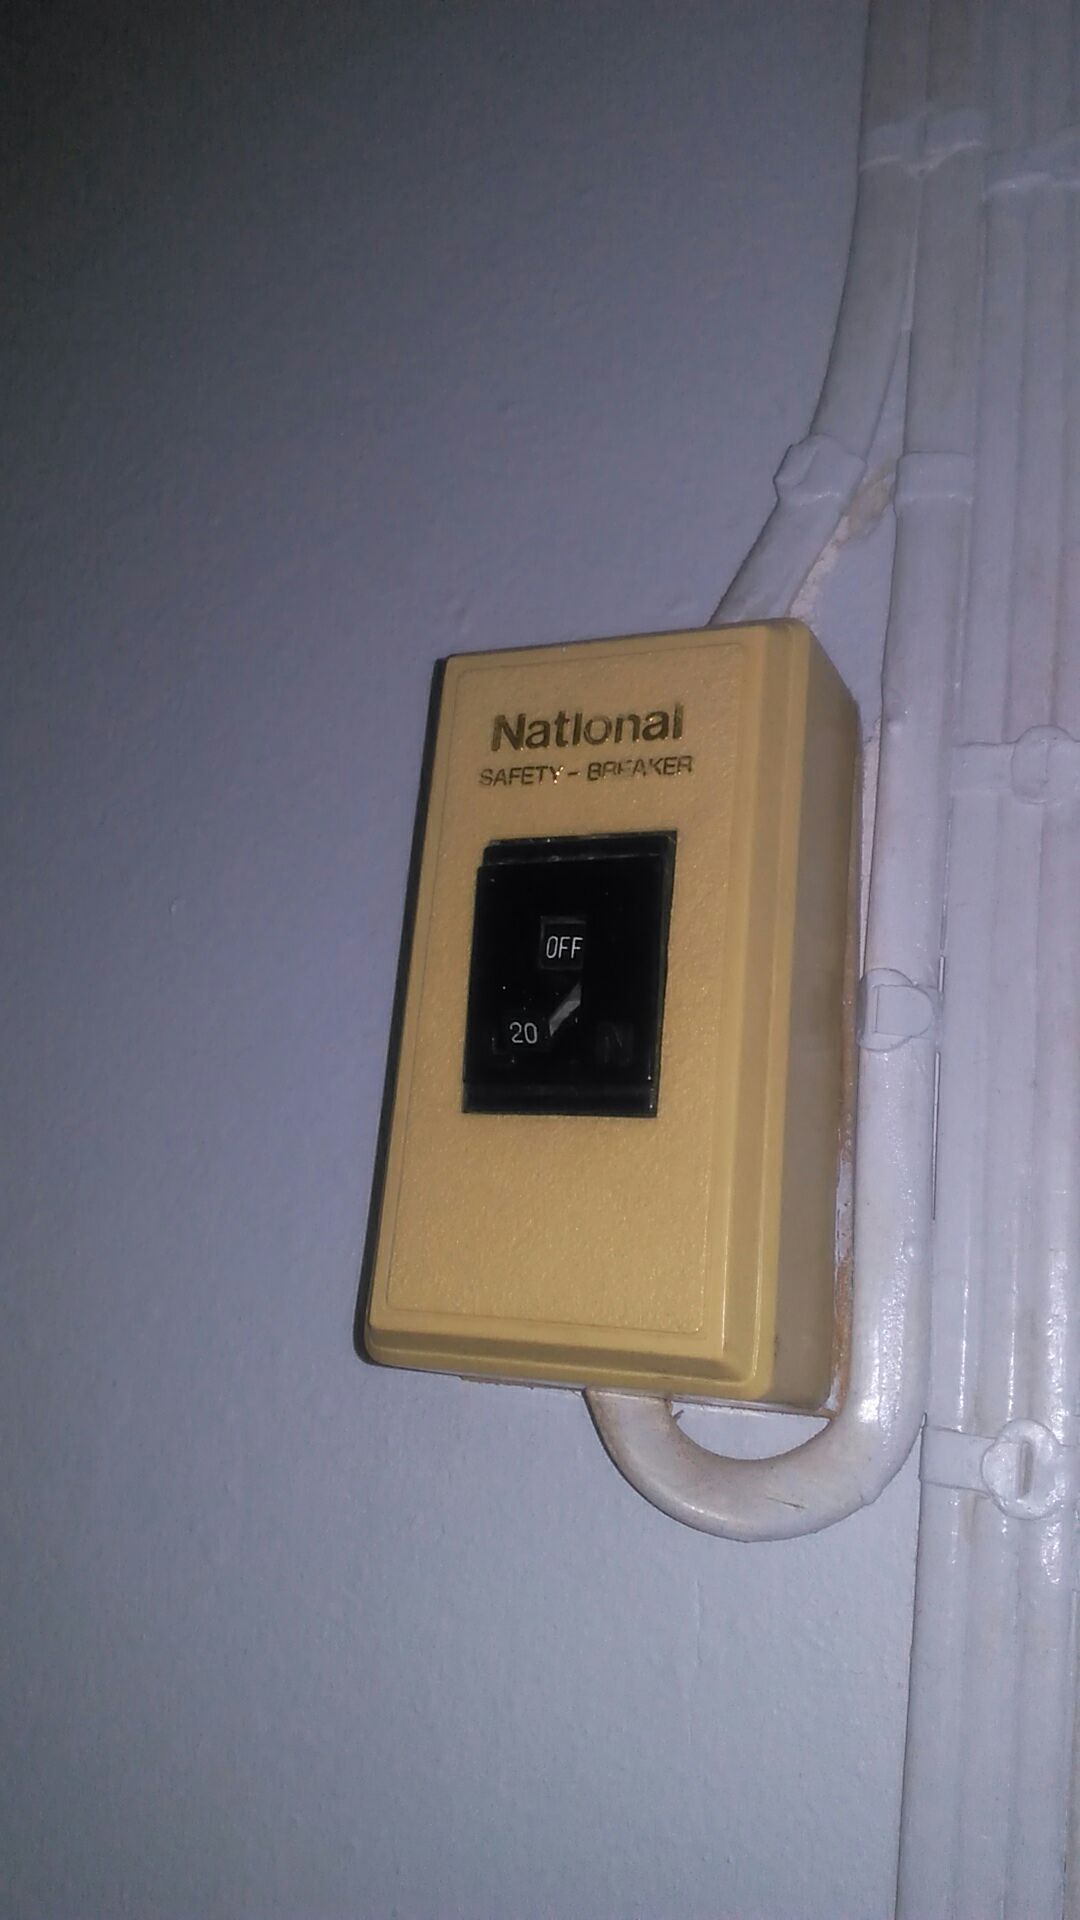 National
SAFETY - BREAKER
OFF
20